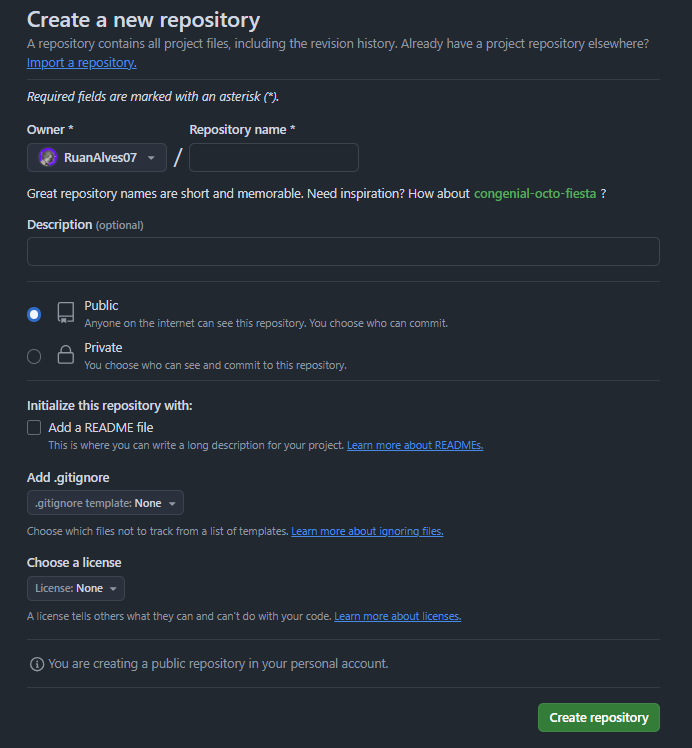 Create a new repository
A repository contains all project files, including the revision history. Already have a project repository elsewhere?
Import a repository.
Required fields are marked with an asterisk (*).
Owner * Repository name *
RuanAlves07 /
Great repository names are short and memorable. Need inspiration? How about congenial-octo-fiesta ?
Description (optional)
Public
Anyone on the internet can see this repository. You choose who can commit.
Private
You choose who can see and commit to this repository.
Initialize this repository with:
Add a README file
This is where you can write a long description for your project. Learn more about READMEs.
Add .gitignore
.gitignore template: None
Choose which files not to track from a list of templates. Learn more about ignoring files.
Choose a license
License: None
A license tells others what they can and can't do with your code. Learn more about licenses.
You are creating a public repository in your personal account.
Create repository